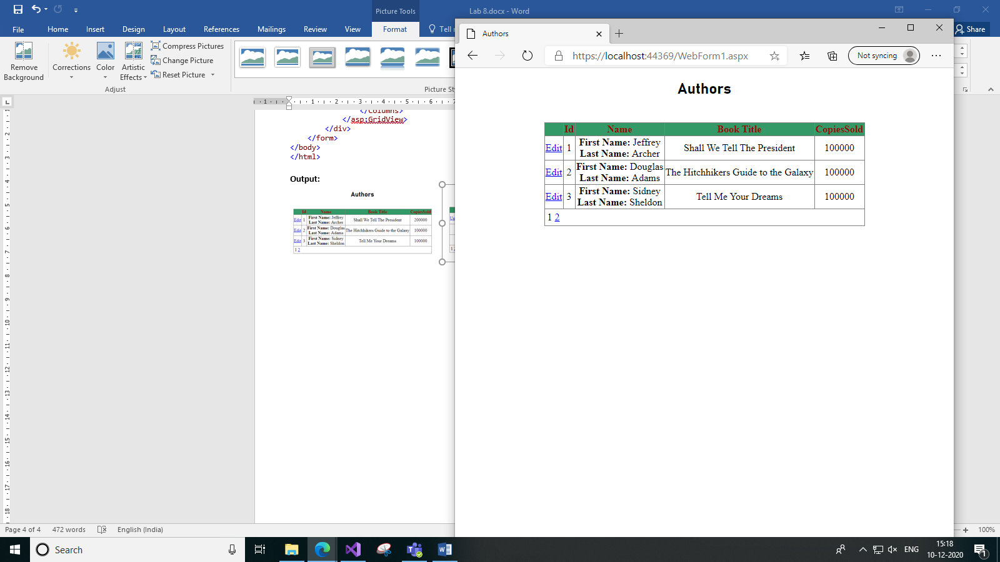 Picture Tools
Lab 8.docx - Word
File
Home
Insert
Design
Layout
References
Mailings
Review
View
Format
Tell
Share
Remove Background
Corrections
Color
Artistic Effects
Compress Pictures
Change Picture
Reset Picture
Adjust
Picture St
</Columns>
</asp:GridView>
</div>
</form>
</body>
</html>
Output:
Authors
Id Name Book Title CopiesSold
Edit 1 First Name: Jeffrey Last Name: Archer Shall We Tell The President 200000
Edit 2 First Name: Douglas Last Name: Adams The Hitchhikers Guide to the Galaxy 100000
Edit 3 First Name: Sidney Last Name: Sheldon Tell Me Your Dreams 100000
1 2
Authors
https://localhost:44369/WebForm1.aspx
Not syncing
Authors
Id Name Book Title CopiesSold
Edit 1 First Name: Jeffrey Last Name: Archer Shall We Tell The President 100000
Edit 2 First Name: Douglas Last Name: Adams The Hitchhikers Guide to the Galaxy 100000
Edit 3 First Name: Sidney Last Name: Sheldon Tell Me Your Dreams 100000
1 2
Page 4 of 4
472 words
English (India)
100%
Search
ENG
15:18
10-12-2020
1